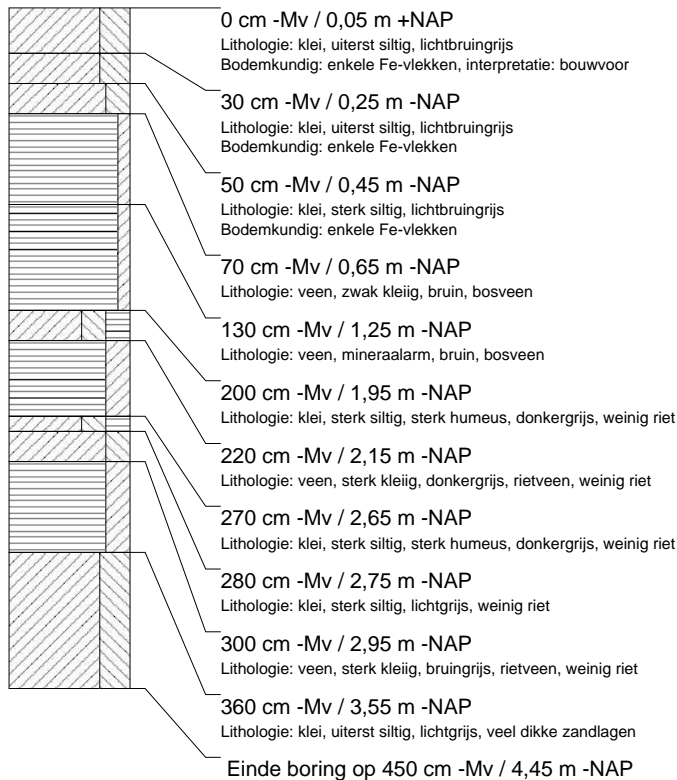 0 cm -Mv / 0,05 m +NAP
Lithologie: klei, uiterst siltig, lichtbruingrijs
Bodemkundig: enkele Fe-vlekken, interpretatie: bouwvoor
30 cm -Mv / 0,25 m -NAP
Lithologie: klei, uiterst siltig, lichtbruingrijs
Bodemkundig: enkele Fe-vlekken
50 cm -Mv / 0,45 m -NAP
Lithologie: klei, sterk siltig, lichtbruingrijs
Bodemkundig: enkele Fe-vlekken
70 cm -Mv / 0,65 m -NAP
Lithologie: veen, zwak kleiig, bruin, bosveen
130 cm -Mv / 1,25 m -NAP
Lithologie: veen, mineraalarm, bruin, bosveen
200 cm -Mv / 1,95 m -NAP
Lithologie: klei, sterk siltig, sterk humeus, donkergrijs, weinig riet
220 cm -Mv / 2,15 m -NAP
Lithologie: veen, sterk kleiig, donkergrijs, rietveen, weinig riet
270 cm -Mv / 2,65 m -NAP
Lithologie: klei, sterk siltig, sterk humeus, donkergrijs, weinig riet
280 cm -Mv / 2,75 m -NAP
Lithologie: klei, sterk siltig, lichtgrijs, weinig riet
300 cm -Mv / 2,95 m -NAP
Lithologie: veen, sterk kleiig, bruingrijs, rietveen, weinig riet
360 cm -Mv / 3,55 m -NAP
Lithologie: klei, uiterst siltig, lichtgrijs, veel dikke zandlagen
Einde boring op 450 cm -Mv / 4,45 m -NAP